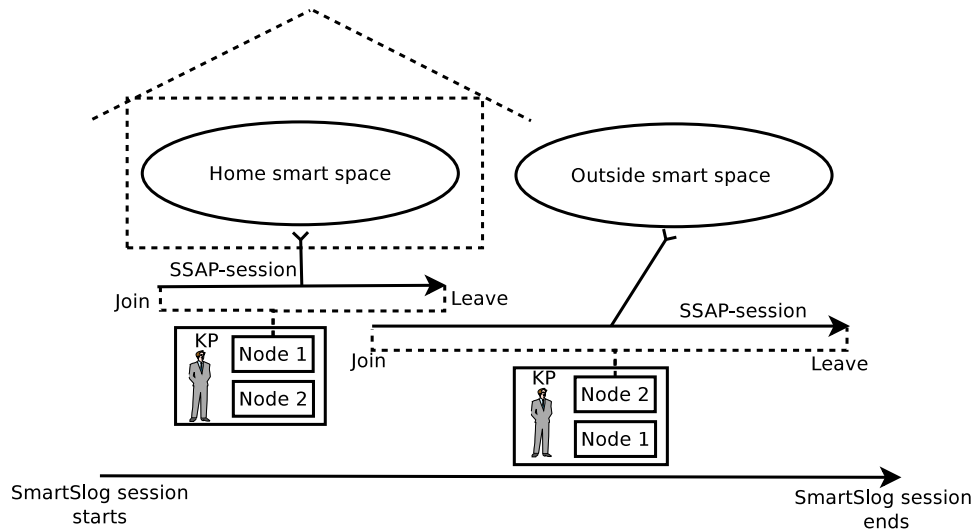 Home smart space
Outside smart space
SSAP-session
Join
Leave
SSAP-session
KP
Node 1
Node 2
Join
Leave
KP
Node 2
Node 1
SmartSlog session
starts
SmartSlog session
ends